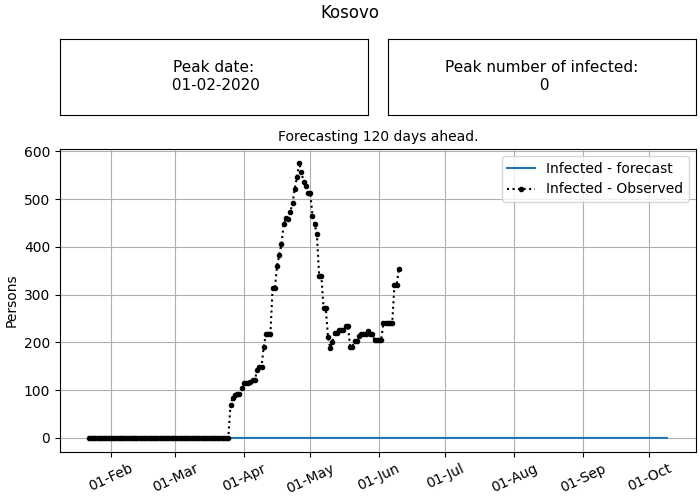 Kosovo
Peak date:
01-02-2020
Peak number of infected:
0
Forecasting 120 days ahead.
Infected - forecast
Infected - Observed
Persons
600
500
400
300
200
100
0
01-Feb
01-Mar
01-Apr
01-May
01-Jun
01-Jul
01-Aug
01-Sep
01-Oct